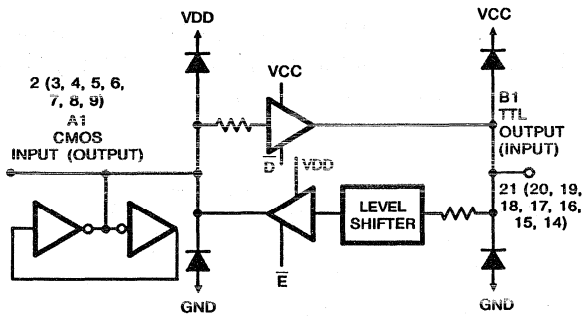 VDD
VCC
2 (3, 4, 5, 6,
7, 8, 9)
A1
CMOS
INPUT (OUTPUT)
VCC
D̅
VDD
B1
TTL
OUTPUT
(INPUT)
LEVEL
SHIFTER
21 (20, 19,
18, 17, 16,
15, 14)
E̅
GND
GND